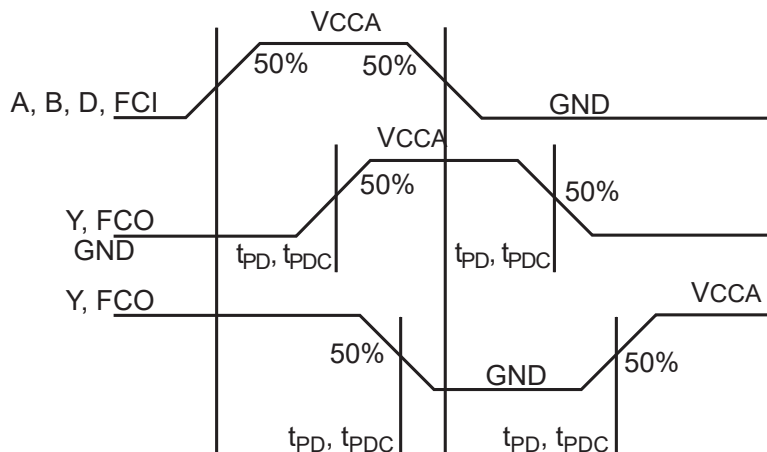 VCCA
50% 50%
A, B, D, FCI
GND
VCCA
50% 50%
Y, FCO
GND
tPD, tPDC tPD, tPDC
Y, FCO
VCCA
50% 50%
GND
tPD, tPDC tPD, tPDC